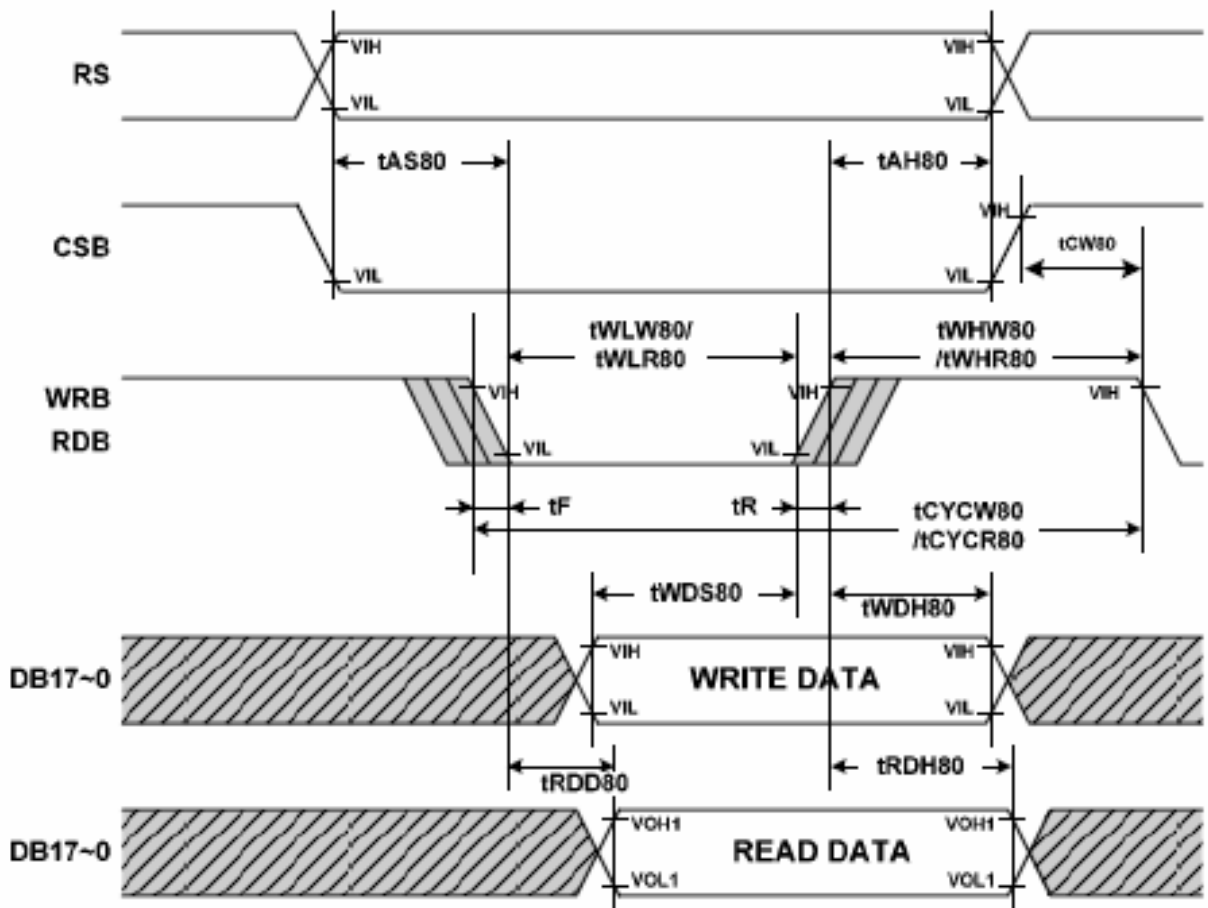 VIH
VIH
RS
VIL
VIL
tAS80
tAH80
VIH
CSB
tCW80
VIL
VIL
tWLW80/
tWLR80
tWHW80
/tWHR80
WRB
VIH
VIH
VIH
RDB
VIL
VIL
tF
tR
tCYCW80
/tCYCR80
tWDS80
tWDH80
VIH
VIH
DB17~0
WRITE DATA
VIL
VIL
tRDD80
tRDH80
VOH1
VOH1
DB17~0
READ DATA
VOL1
VOL1